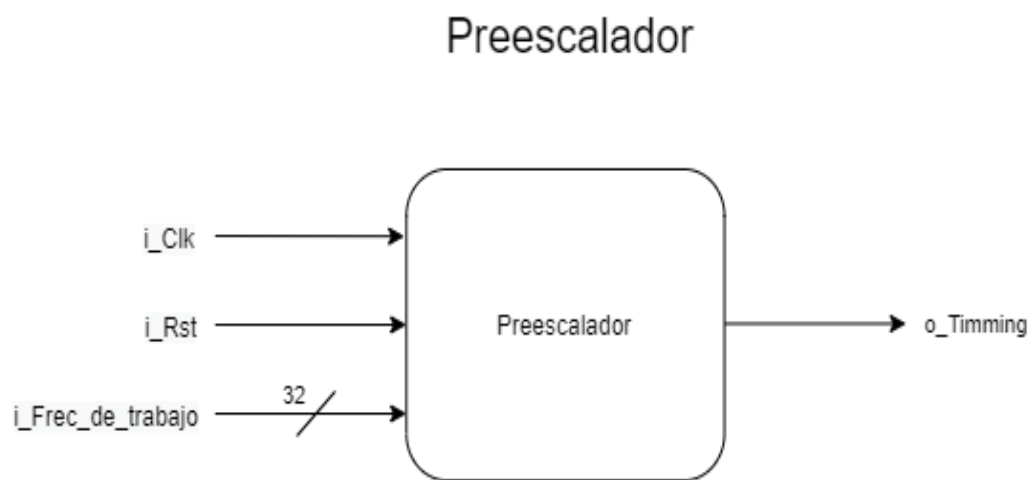 Preescalador
i_Clk
i_Rst
Preescalador
o_Timming
32
i_Frec_de_trabajo